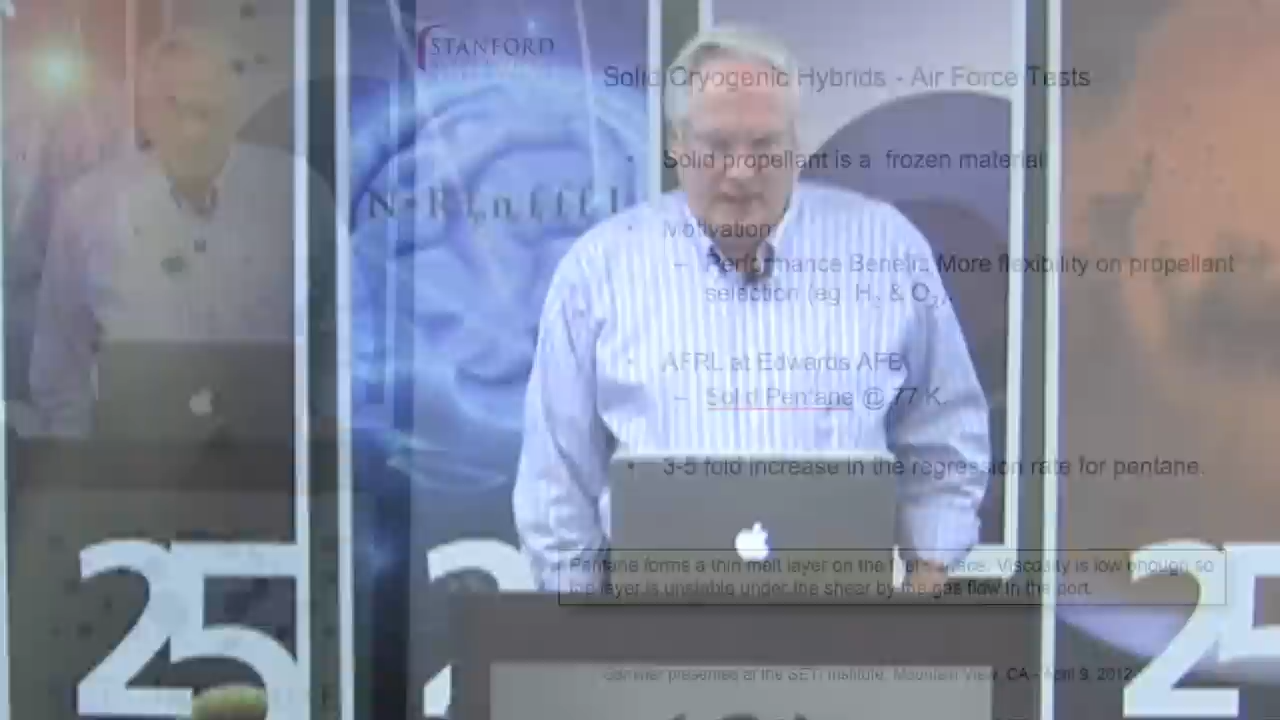 STANFORD
Solid Cryogenic Hybrids - Air Force Tests
Solid propellant is a frozen material
Motivation
– Performance Benefit: More flexibility on propellant
selection (eg. H2 & O2).
AFRL at Edwards AFB
– Solid Pentane @ 77 K.
• 3-5 fold increase in the regression rate for pentane.
Pentane forms a thin melt layer on the surface. Viscosity is low enough so
layer is unstable under the shear by the gas flow in the port.
Seminar presented at the SETI Institute, Mountain View, CA - April 9, 2012
25
2
25